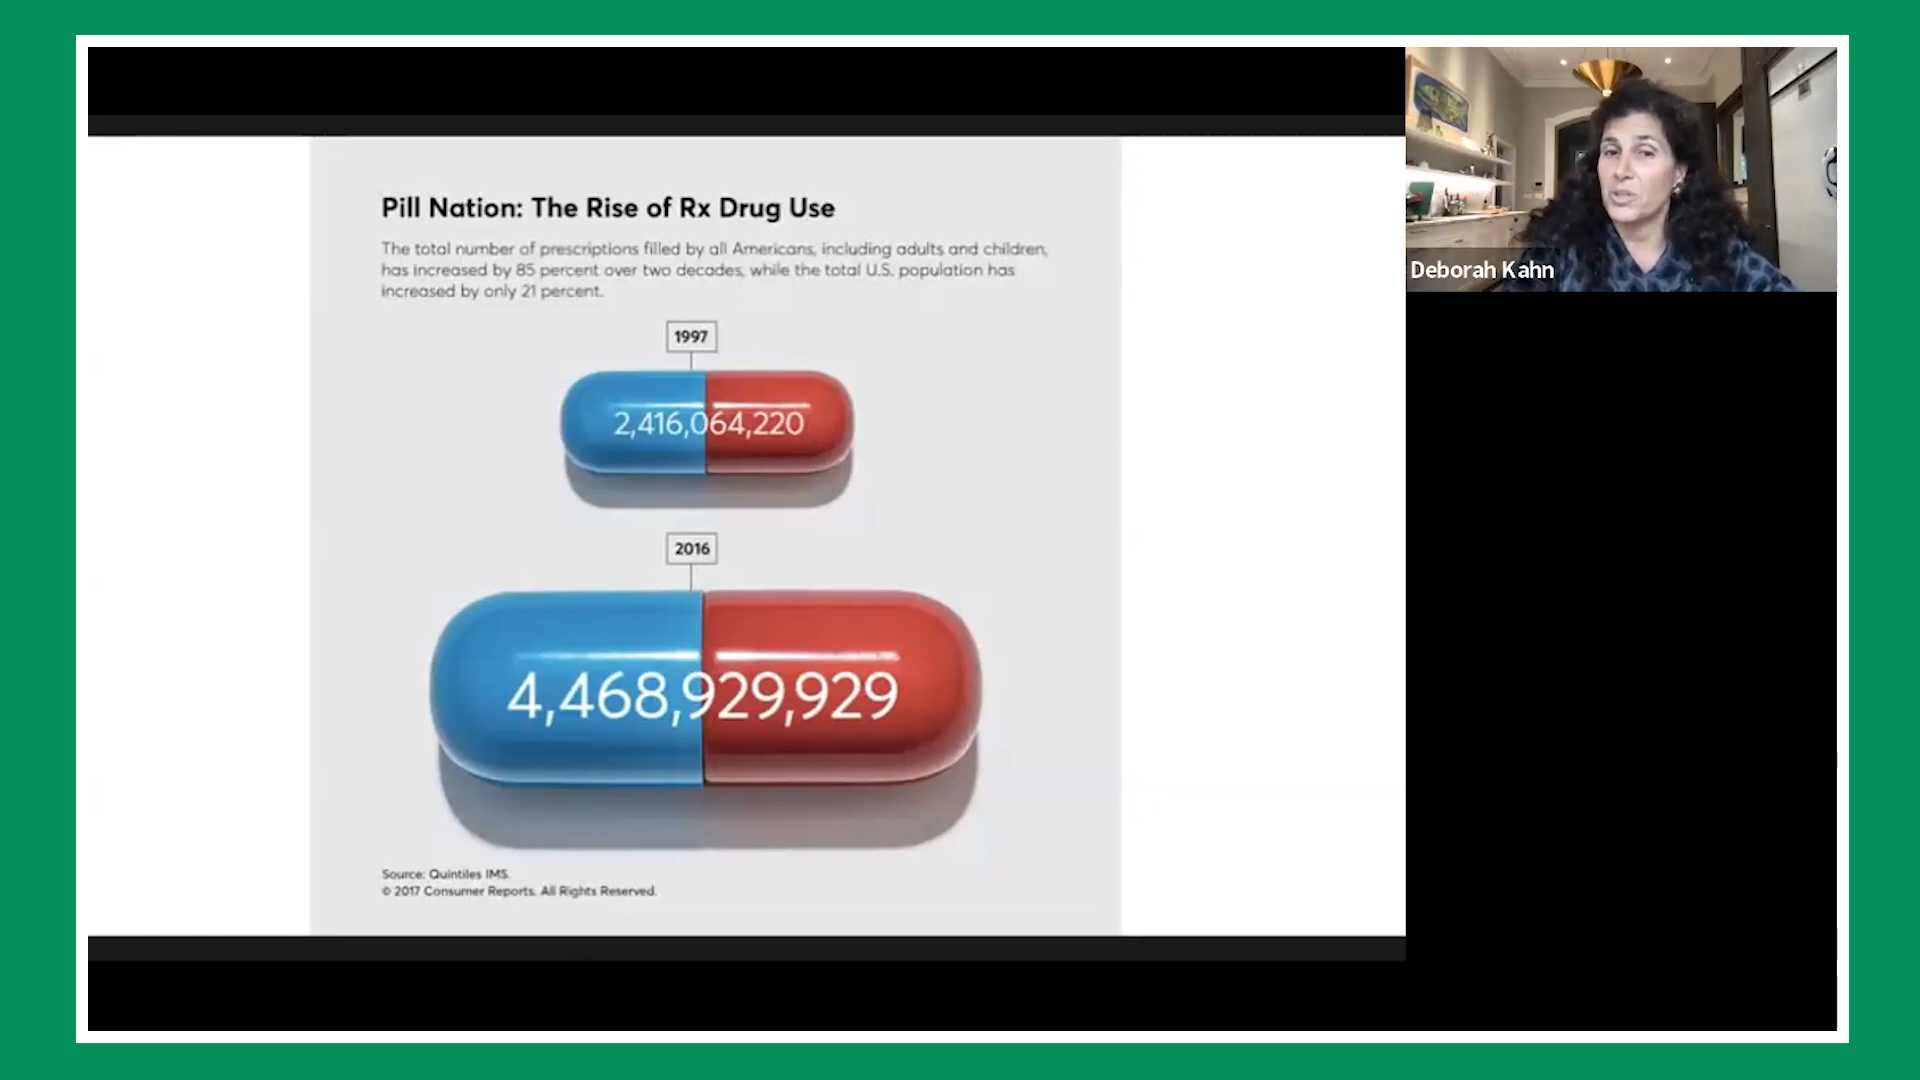 Pill Nation: The Rise of Rx Drug Use
The total number of prescriptions filled by all Americans, including adults and children,
has increased by 85 percent over two decades, while the total U.S. population has
increased by only 21 percent.
1997
2,416,064,220
2016
4,468,929,929
Source: Quintiles IMS.
© 2017 Consumer Reports. All Rights Reserved.
Deborah Kahn